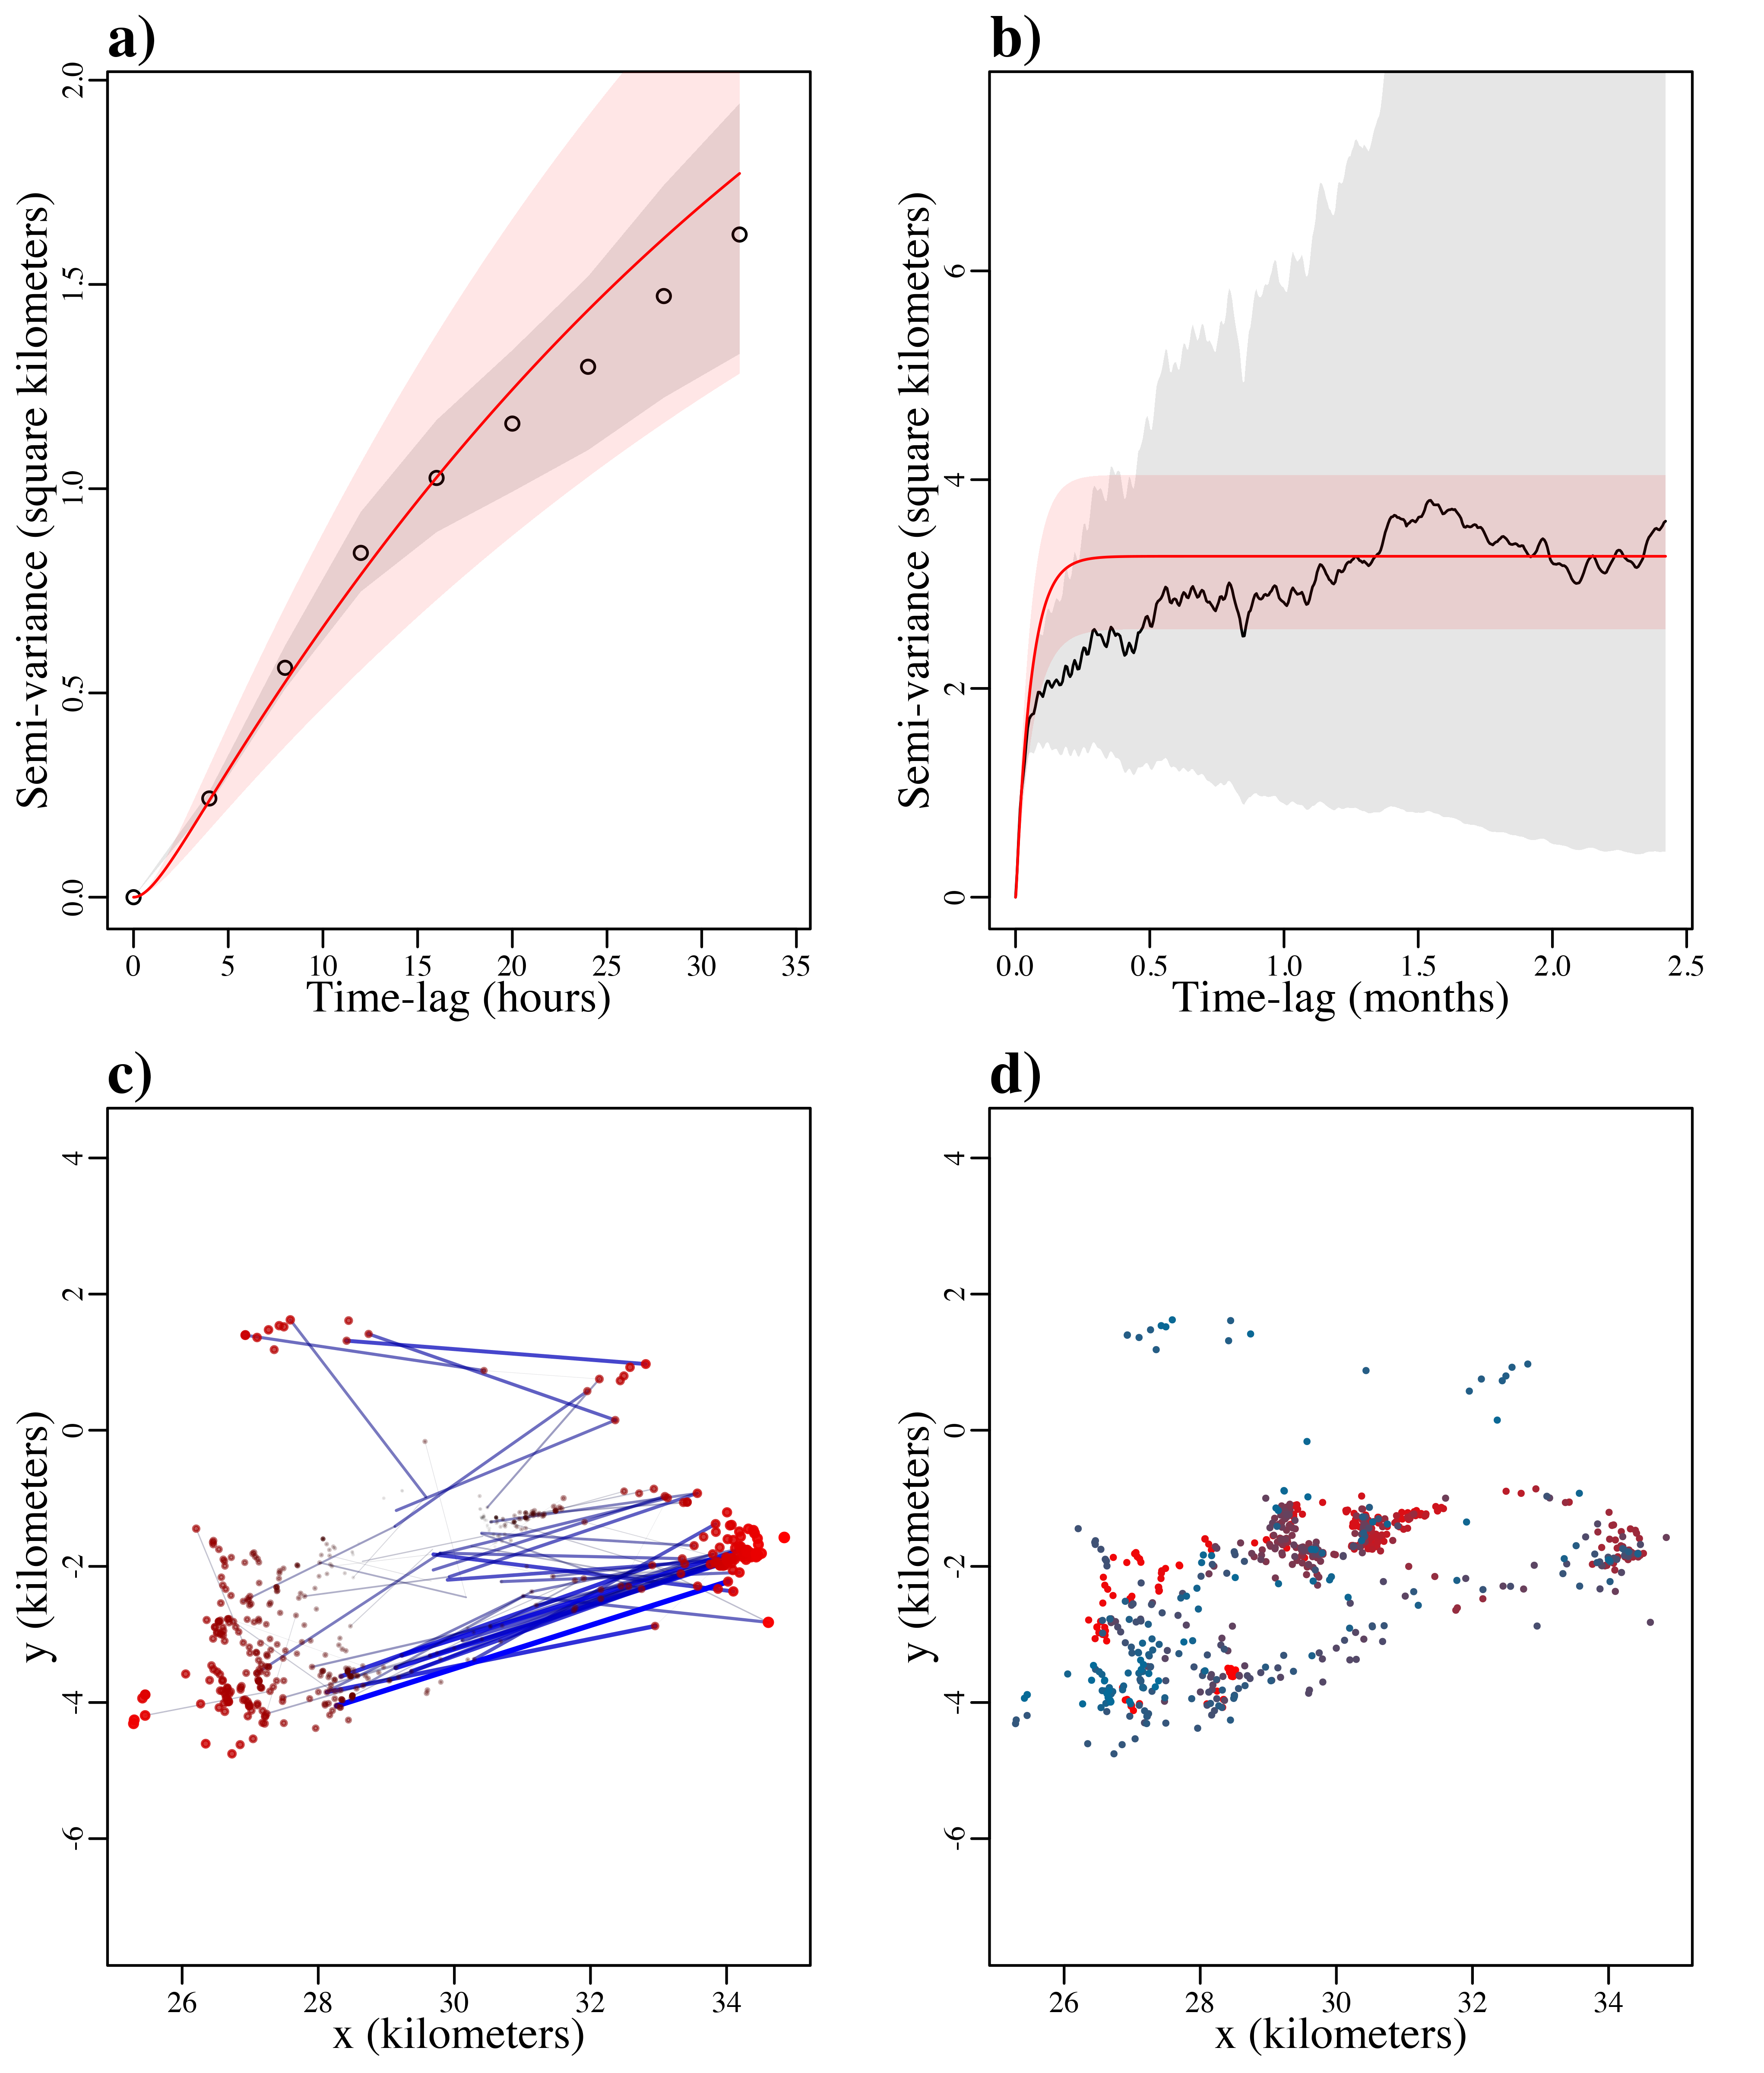 a)
2.0
1.5
1.0
0.5
0.0
Semi-variance (square kilometers)
0 5 10 15 20 25 30 35
Time-lag (hours)
b)
6
4
2
0
Semi-variance (square kilometers)
0.0 0.5 1.0 1.5 2.0 2.5
Time-lag (months)
c)
4
2
0
-2
-4
-6
y (kilometers)
26 28 30 32 34
x (kilometers)
d)
4
2
0
-2
-4
-6
y (kilometers)
26 28 30 32 34
x (kilometers)